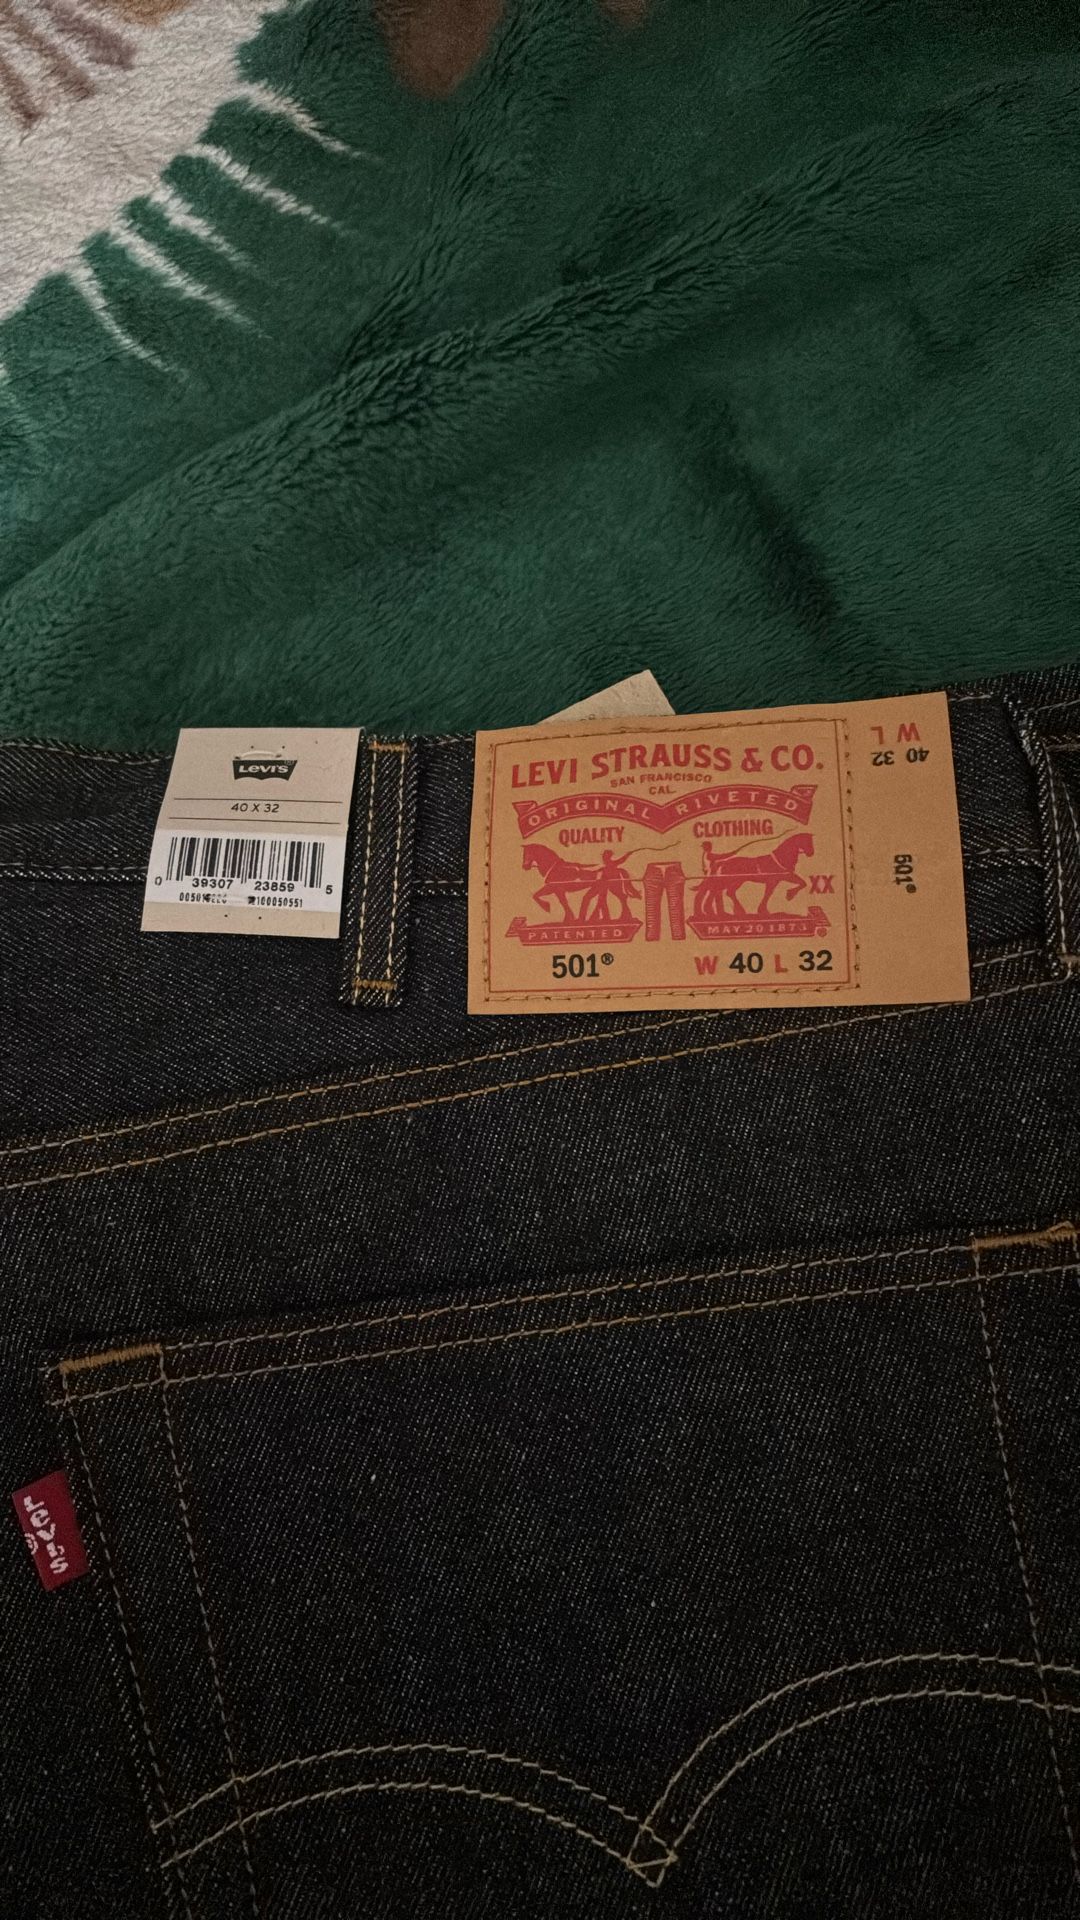 LEVI'S
40 X 32
0 39307 23859 5
LEVI STRAUSS & CO.
SAN FRANCISCO
CAL.
ORIGINAL RIVETED
QUALITY CLOTHING
XX
PATENTED MAY 20 1873
501® W 40 L 32
W L
40 32
501®
Levi's
®